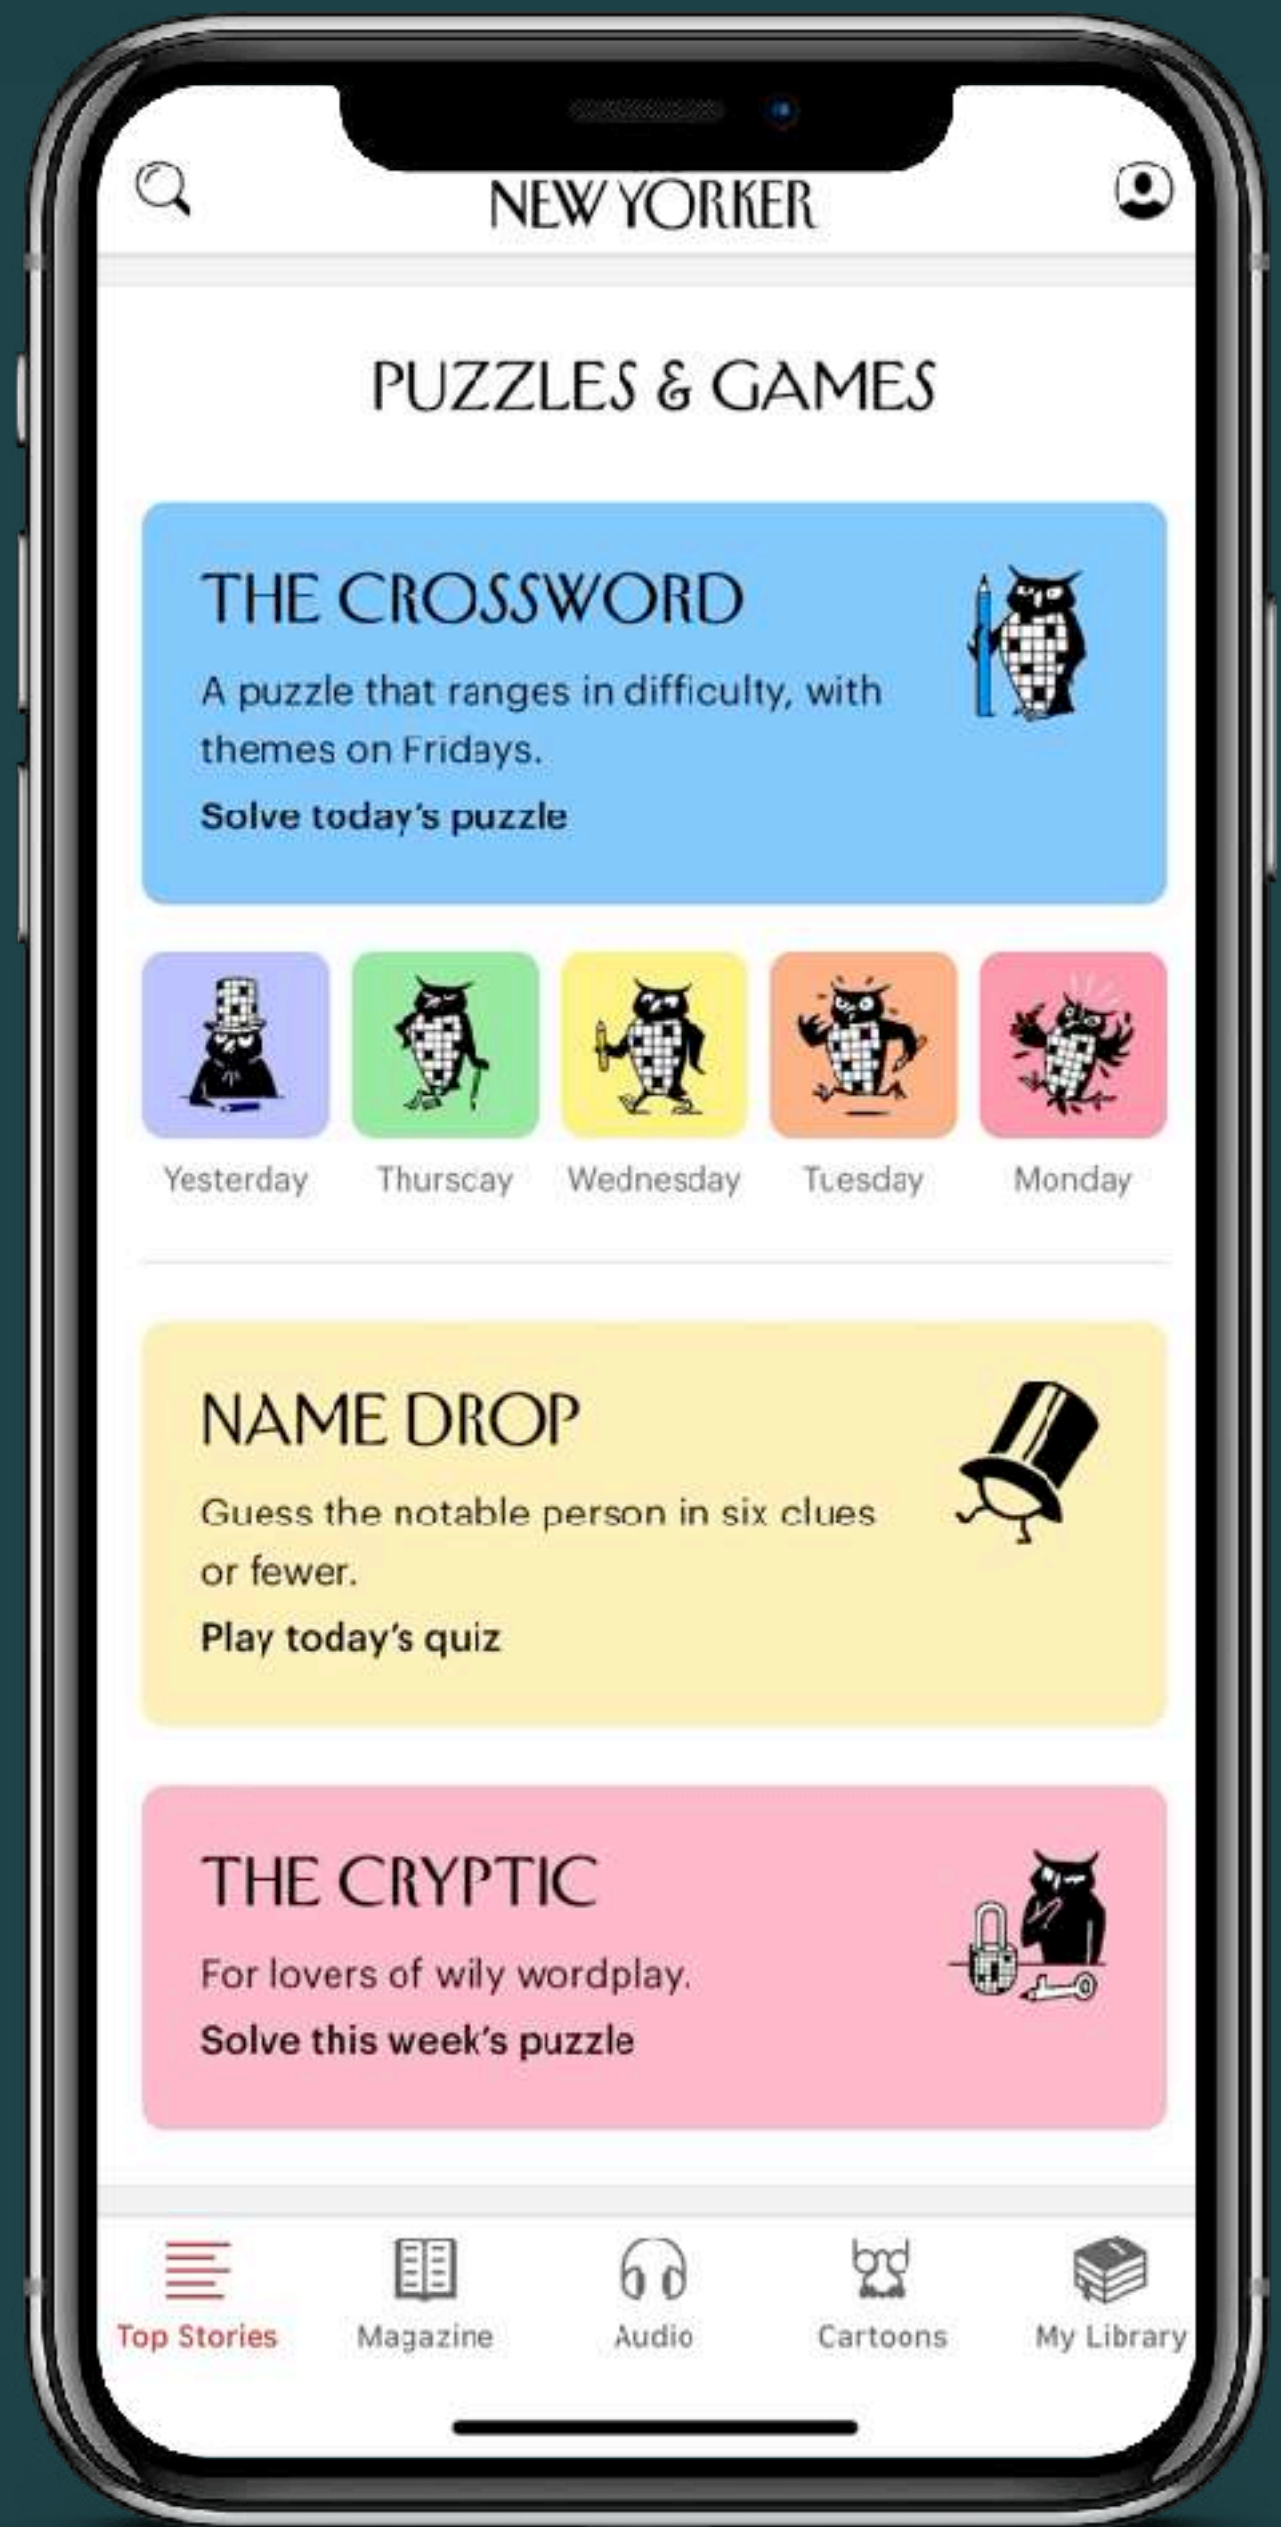 NEW YORKER
PUZZLES & GAMES
THE CROSSWORD
A puzzle that ranges in difficulty, with
themes on Fridays.
Solve today's puzzle
Yesterday Thursday Wednesday Tuesday Monday
NAME DROP
Guess the notable person in six clues
or fewer.
Play today's quiz
THE CRYPTIC
For lovers of wily wordplay.
Solve this week's puzzle
Top Stories Magazine Audio Cartoons My Library